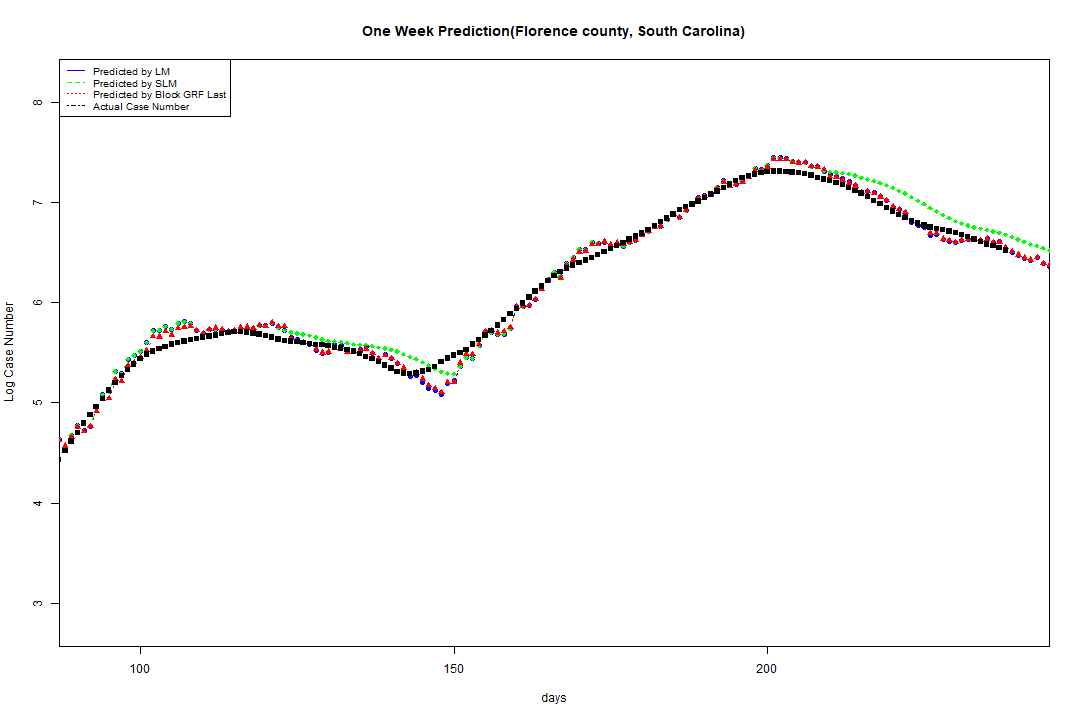 One Week Prediction(Florence county, South Carolina)
Predicted by LM
Predicted by SLM
Predicted by Block GRF Last
Actual Case Number
8
7
6
5
4
3
Log Case Number
100 150 200
days